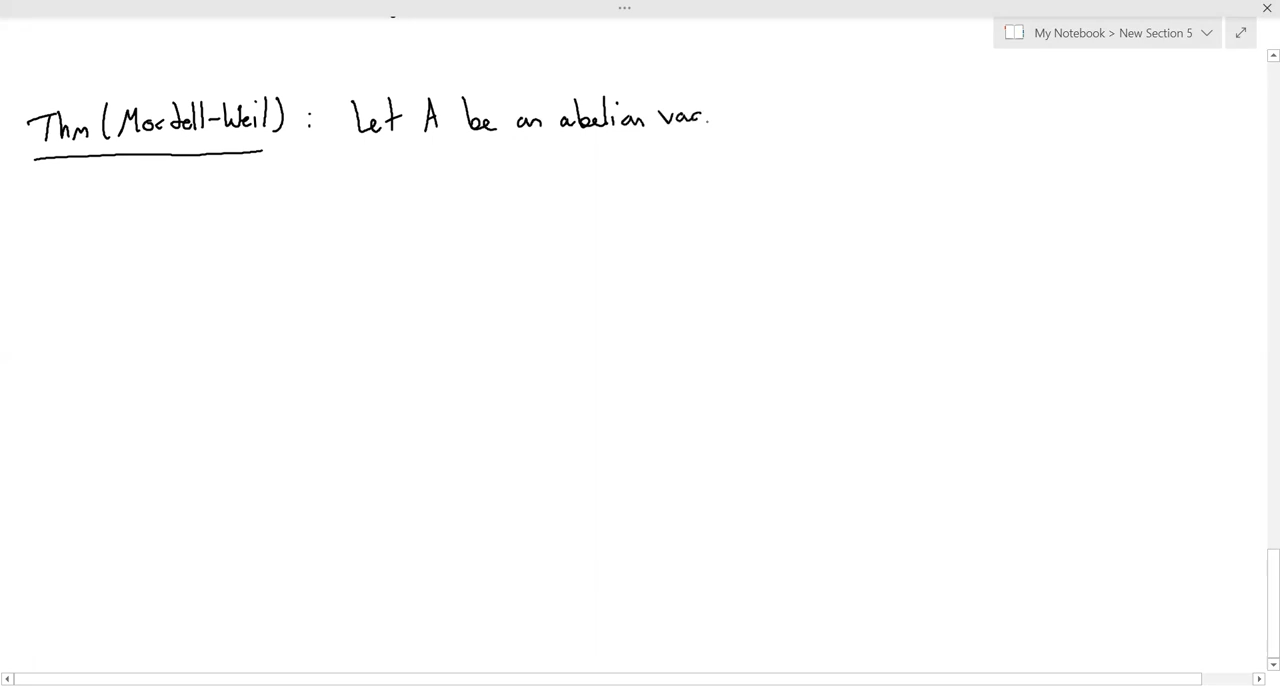 My Notebook > New Section 5
Thm (Mordell-Weil) : Let A be an abelian var.